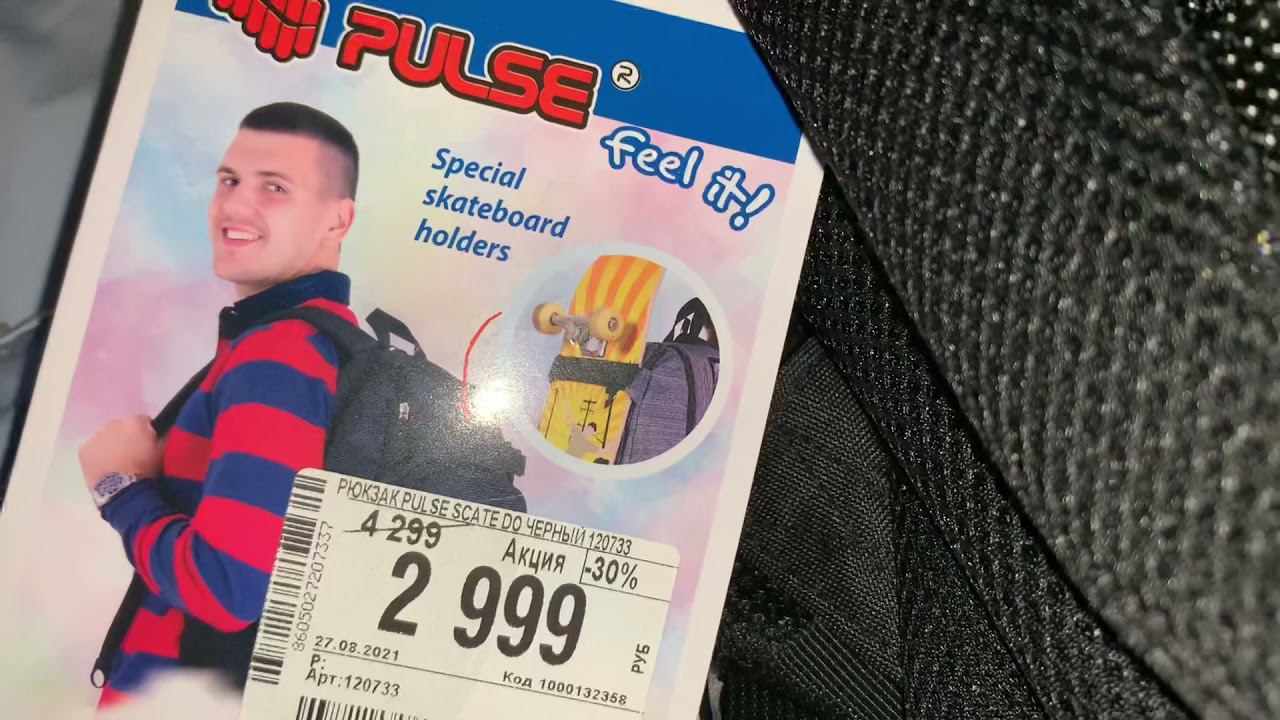 PULSE®
feel it!
Special
skateboard
holders
РЮКЗАК PULSE SCATE DO ЧЕРНЫЙ 120733
4 299
Акция -30%
2 999
РУБ
8605027207337
27.08.2021
Р:
Код 1000132358
Арт:120733